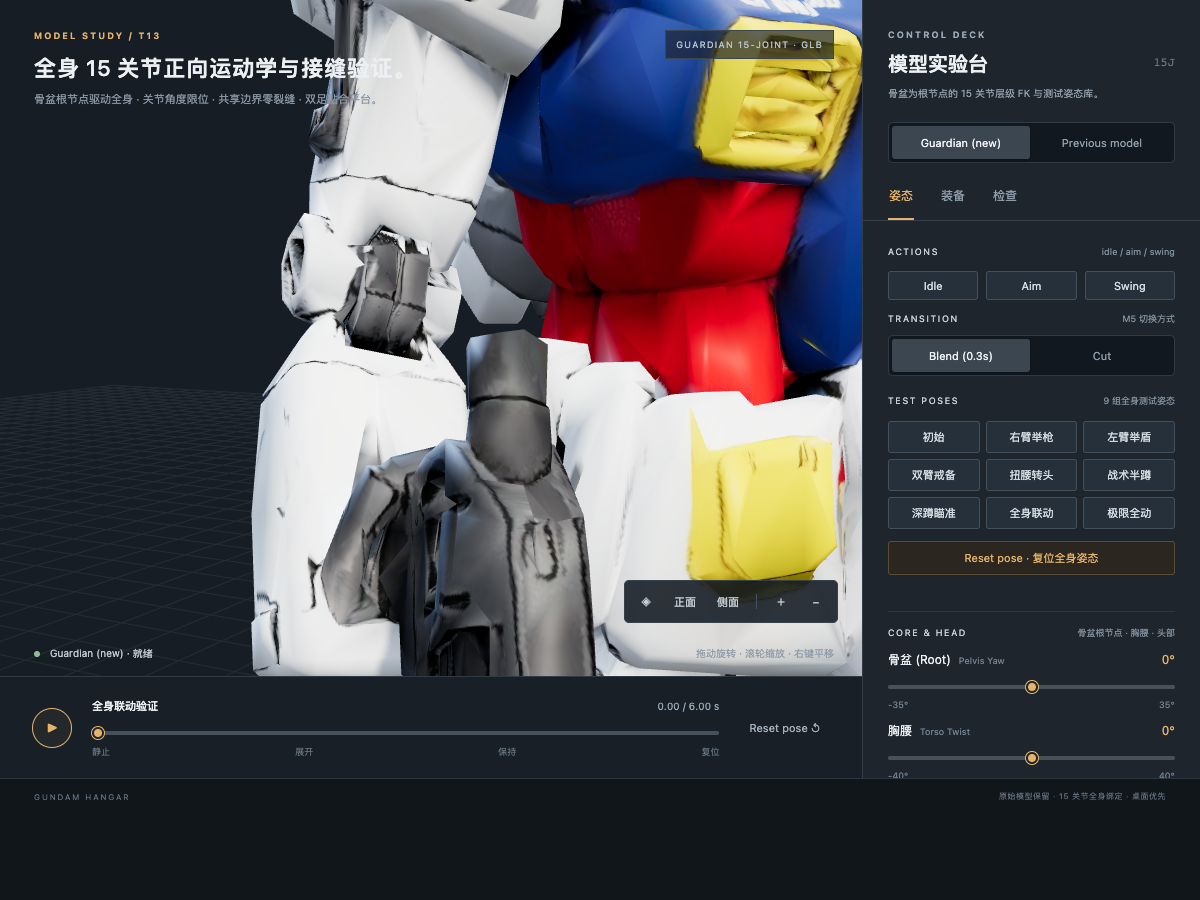 MODEL STUDY / T13
全身 15 关节正向运动学与接缝验证。
骨盆根节点驱动全身 · 关节角度限位 · 共享边界零裂缝 · 双足贴合平台。
GUARDIAN 15-JOINT · GLB
Guardian (new) · 就绪
正面 侧面 + −
拖动旋转 · 滚轮缩放 · 右键平移
全身联动验证
0.00 / 6.00 s
静止 展开 保持 复位
Reset pose ↺
CONTROL DECK
模型实验台
15J
骨盆为根节点的 15 关节层级 FK 与测试姿态库。
Guardian (new) Previous model
姿态 装备 检查
ACTIONS idle / aim / swing
Idle Aim Swing
TRANSITION M5 切换方式
Blend (0.3s) Cut
TEST POSES 9 组全身测试姿态
初始 右臂举枪 左臂举盾
双臂戒备 扭腰转头 战术半蹲
深蹲瞄准 全身联动 极限全动
Reset pose · 复位全身姿态
CORE & HEAD 骨盆根节点 · 胸腰 · 头部
骨盆 (Root) Pelvis Yaw 0°
-35° 35°
胸腰 Torso Twist 0°
-40° 40°
GUNDAM HANGAR
原始模型保留 · 15 关节全身绑定 · 桌面优先